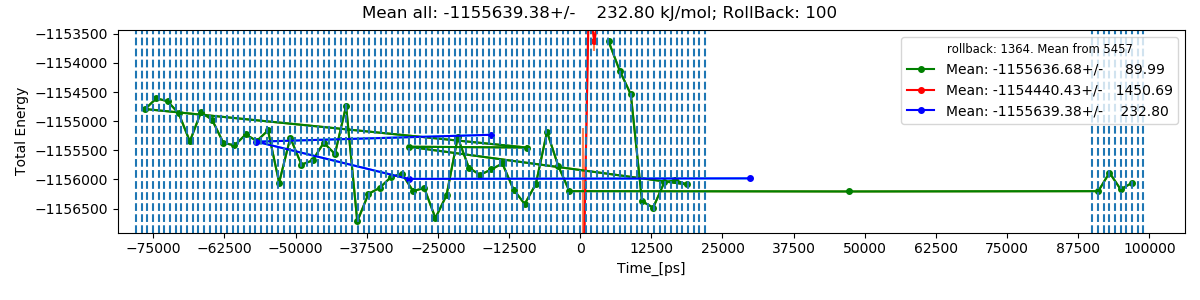 Mean all: -1155639.38+/- 232.80 kJ/mol; RollBack: 100
−1153500
−1154000
−1154500
−1155000
−1155500
−1156000
−1156500
Total Energy
rollback: 1364. Mean from 5457
Mean: -1155636.68+/- 89.99
Mean: -1154440.43+/- 1450.69
Mean: -1155639.38+/- 232.80
−75000 −62500 −50000 −37500 −25000 −12500 0 12500 25000 37500 50000 62500 75000 87500 100000
Time_[ps]